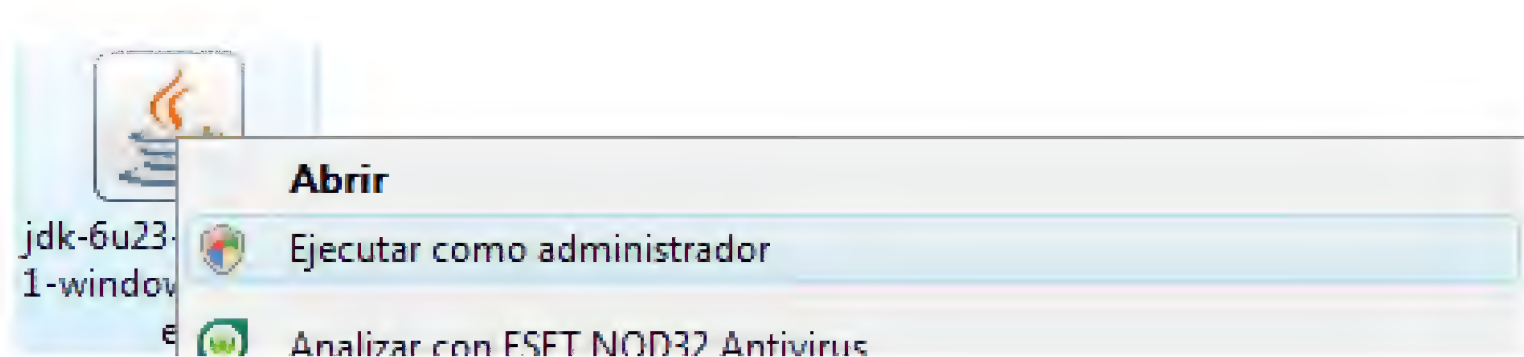 Abrir
jdk-6u23-
Ejecutar como administrador
1-window
e
Analizar con ESET NOD32 Antivirus